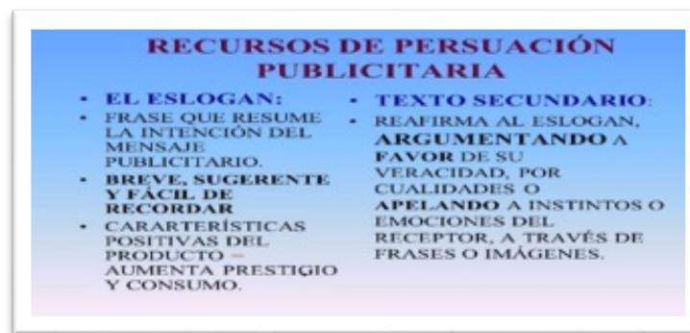 RECURSOS DE PERSUACIÓN
PUBLICITARIA
• EL ESLOGAN:
• FRASE QUE RESUME
LA INTENCIÓN DEL
MENSAJE
PUBLICITARIO.
• BREVE, SUGERENTE
Y FÁCIL DE
RECORDAR
• CARARTERÍSTICAS
POSITIVAS DEL
PRODUCTO =
AUMENTA PRESTIGIO
Y CONSUMO.
• TEXTO SECUNDARIO:
• REAFIRMA AL ESLOGAN,
ARGUMENTANDO A
FAVOR DE SU
VERACIDAD, POR
CUALIDADES O
APELANDO A INSTINTOS O
EMOCIONES DEL
RECEPTOR, A TRAVÉS DE
FRASES O IMÁGENES.